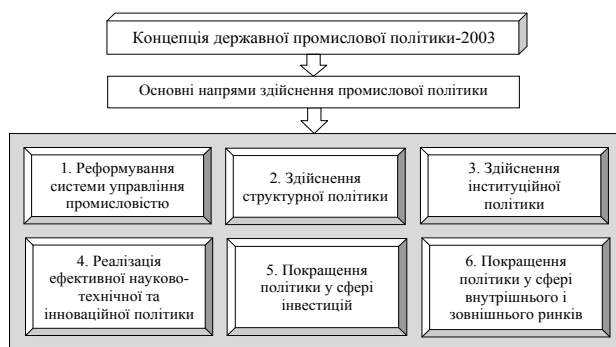 Концепція державної промислової політики-2003
Основні напрями здійснення промислової політики
1. Реформування
системи управління
промисловістю
2. Здійснення
структурної політики
3. Здійснення
інституційної
політики
4. Реалізація
ефективної науково-
технічної та
інноваційної політики
5. Покращення
політики у сфері
інвестицій
6. Покращення
політики у сфері
внутрішнього і
зовнішнього ринків